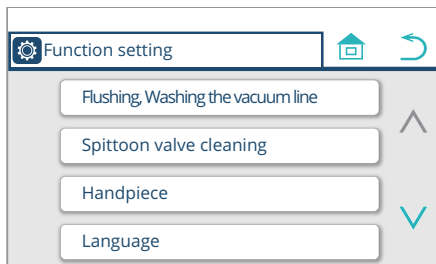 Function setting
Flushing, Washing the vacuum line
Spittoon valve cleaning
Handpiece
Language